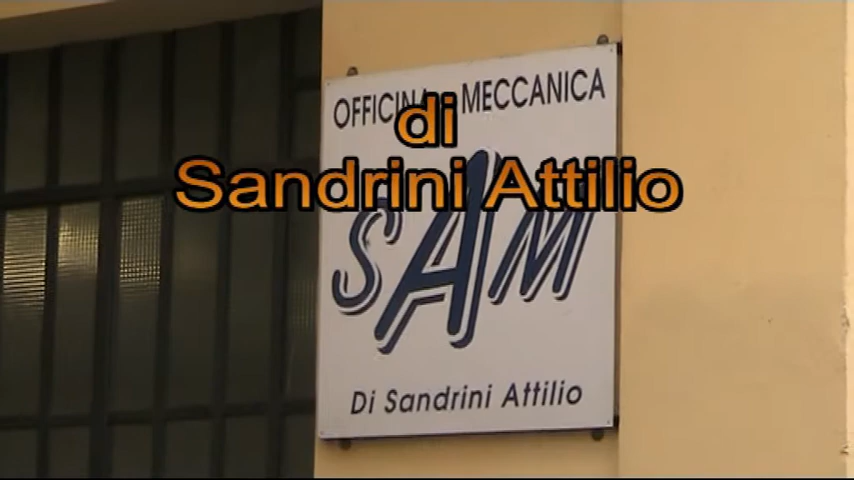 OFFICINA MECCANICA
di
Sandrini Attilio
SAM
Di Sandrini Attilio